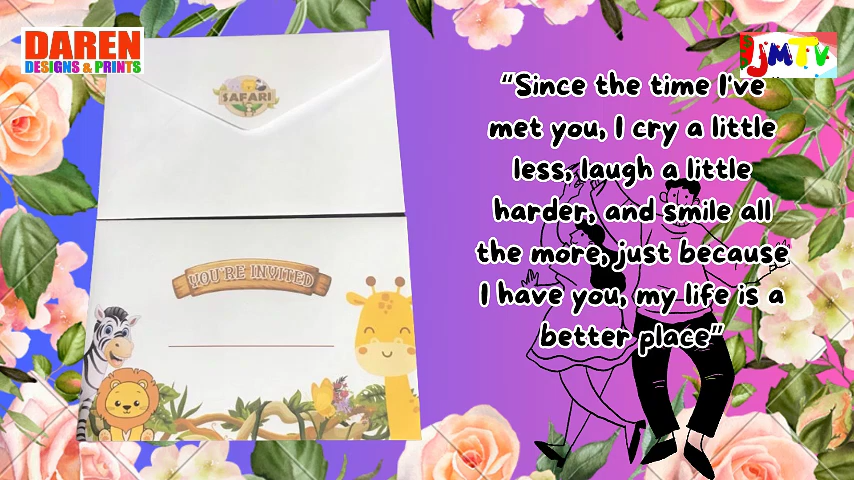 DAREN
DESIGNS & PRINTS
JMTV
SAFARI
YOU'RE INVITED
“Since the time I've
met you, I cry a little
less, laugh a little
harder, and smile all
the more, just because
I have you, my life is a
better place”